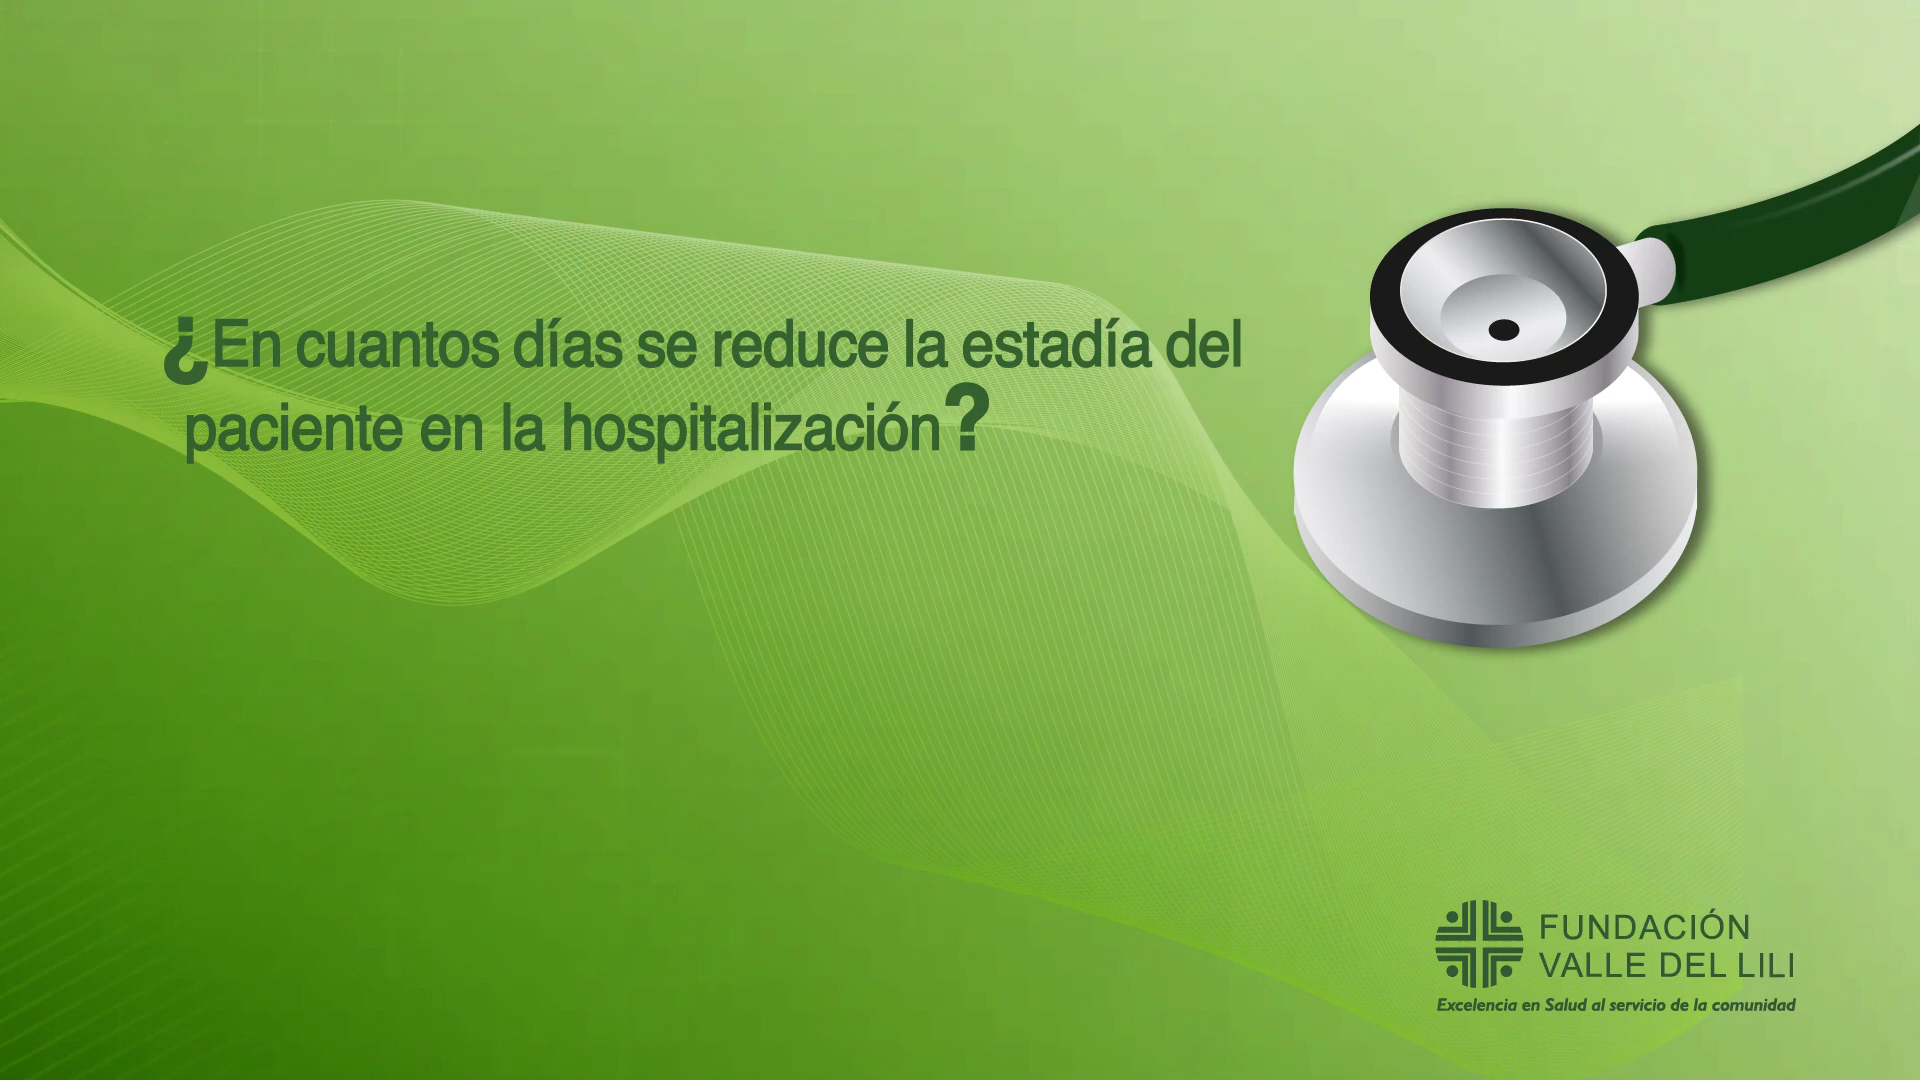 ¿En cuantos días se reduce la estadía del
paciente en la hospitalización?
FUNDACIÓN
VALLE DEL LILI
Excelencia en Salud al servicio de la comunidad